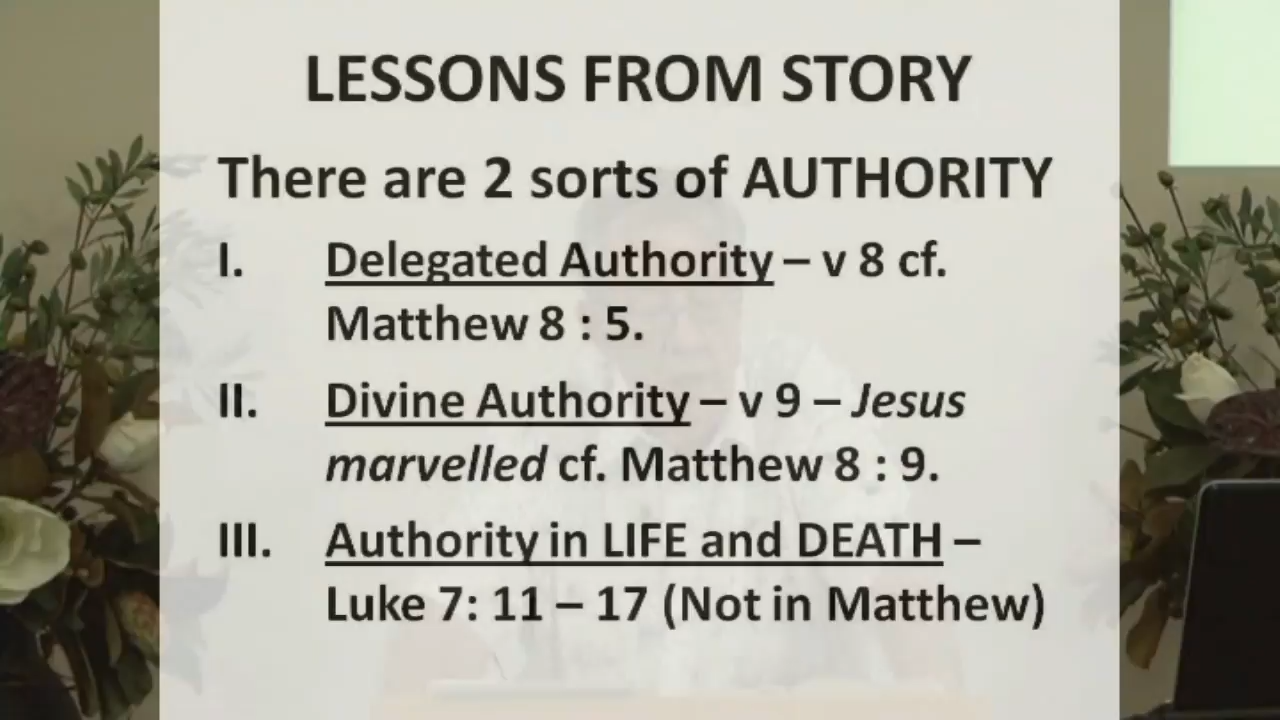 LESSONS FROM STORY
There are 2 sorts of AUTHORITY
I. Delegated Authority – v 8 cf.
Matthew 8 : 5.
II. Divine Authority – v 9 – Jesus
marvelled cf. Matthew 8 : 9.
III. Authority in LIFE and DEATH –
Luke 7: 11 – 17 (Not in Matthew)